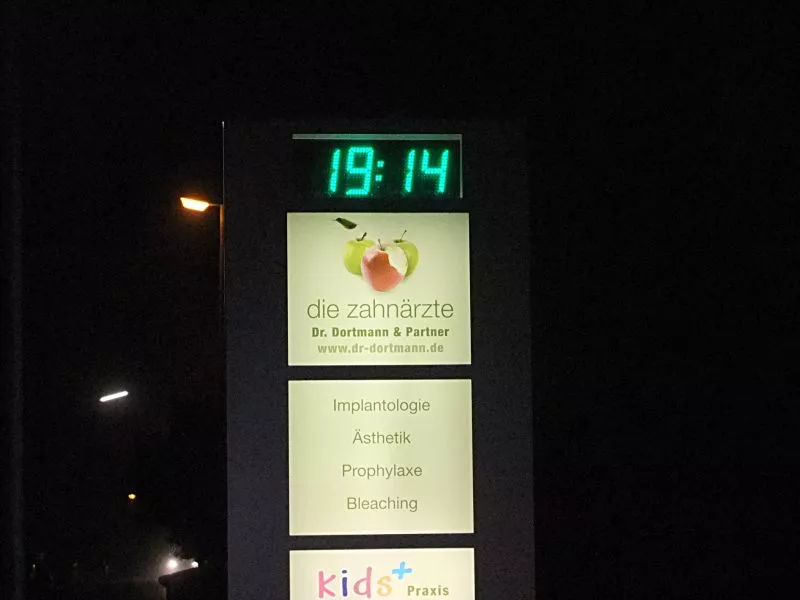 19:14
die zahnärzte
Dr. Dortmann & Partner
www.dr-dortmann.de
Implantologie
Ästhetik
Prophylaxe
Bleaching
kids+ Praxis